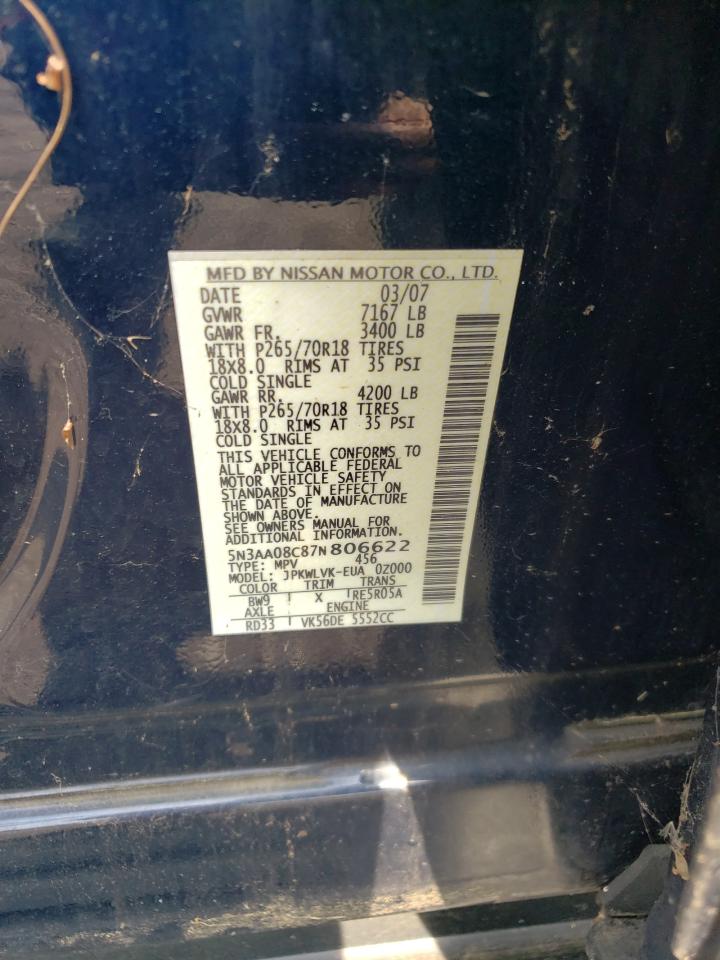 MFD BY NISSAN MOTOR CO., LTD.
DATE 03/07
GVWR 7167 LB
GAWR FR. 3400 LB
WITH P265/70R18 TIRES
18X8.0 RIMS AT 35 PSI
COLD SINGLE
GAWR RR. 4200 LB
WITH P265/70R18 TIRES
18X8.0 RIMS AT 35 PSI
COLD SINGLE
THIS VEHICLE CONFORMS TO
ALL APPLICABLE FEDERAL
MOTOR VEHICLE SAFETY
STANDARDS IN EFFECT ON
THE DATE OF MANUFACTURE
SHOWN ABOVE.
SEE OWNERS MANUAL FOR
ADDITIONAL INFORMATION.
5N3AA08C87N806622
TYPE: MPV 456
MODEL: JPKWLVK-EUA 0Z000
COLOR TRIM TRANS
BW9 X RE5R05A
AXLE ENGINE
RD33 VK56DE 5552CC